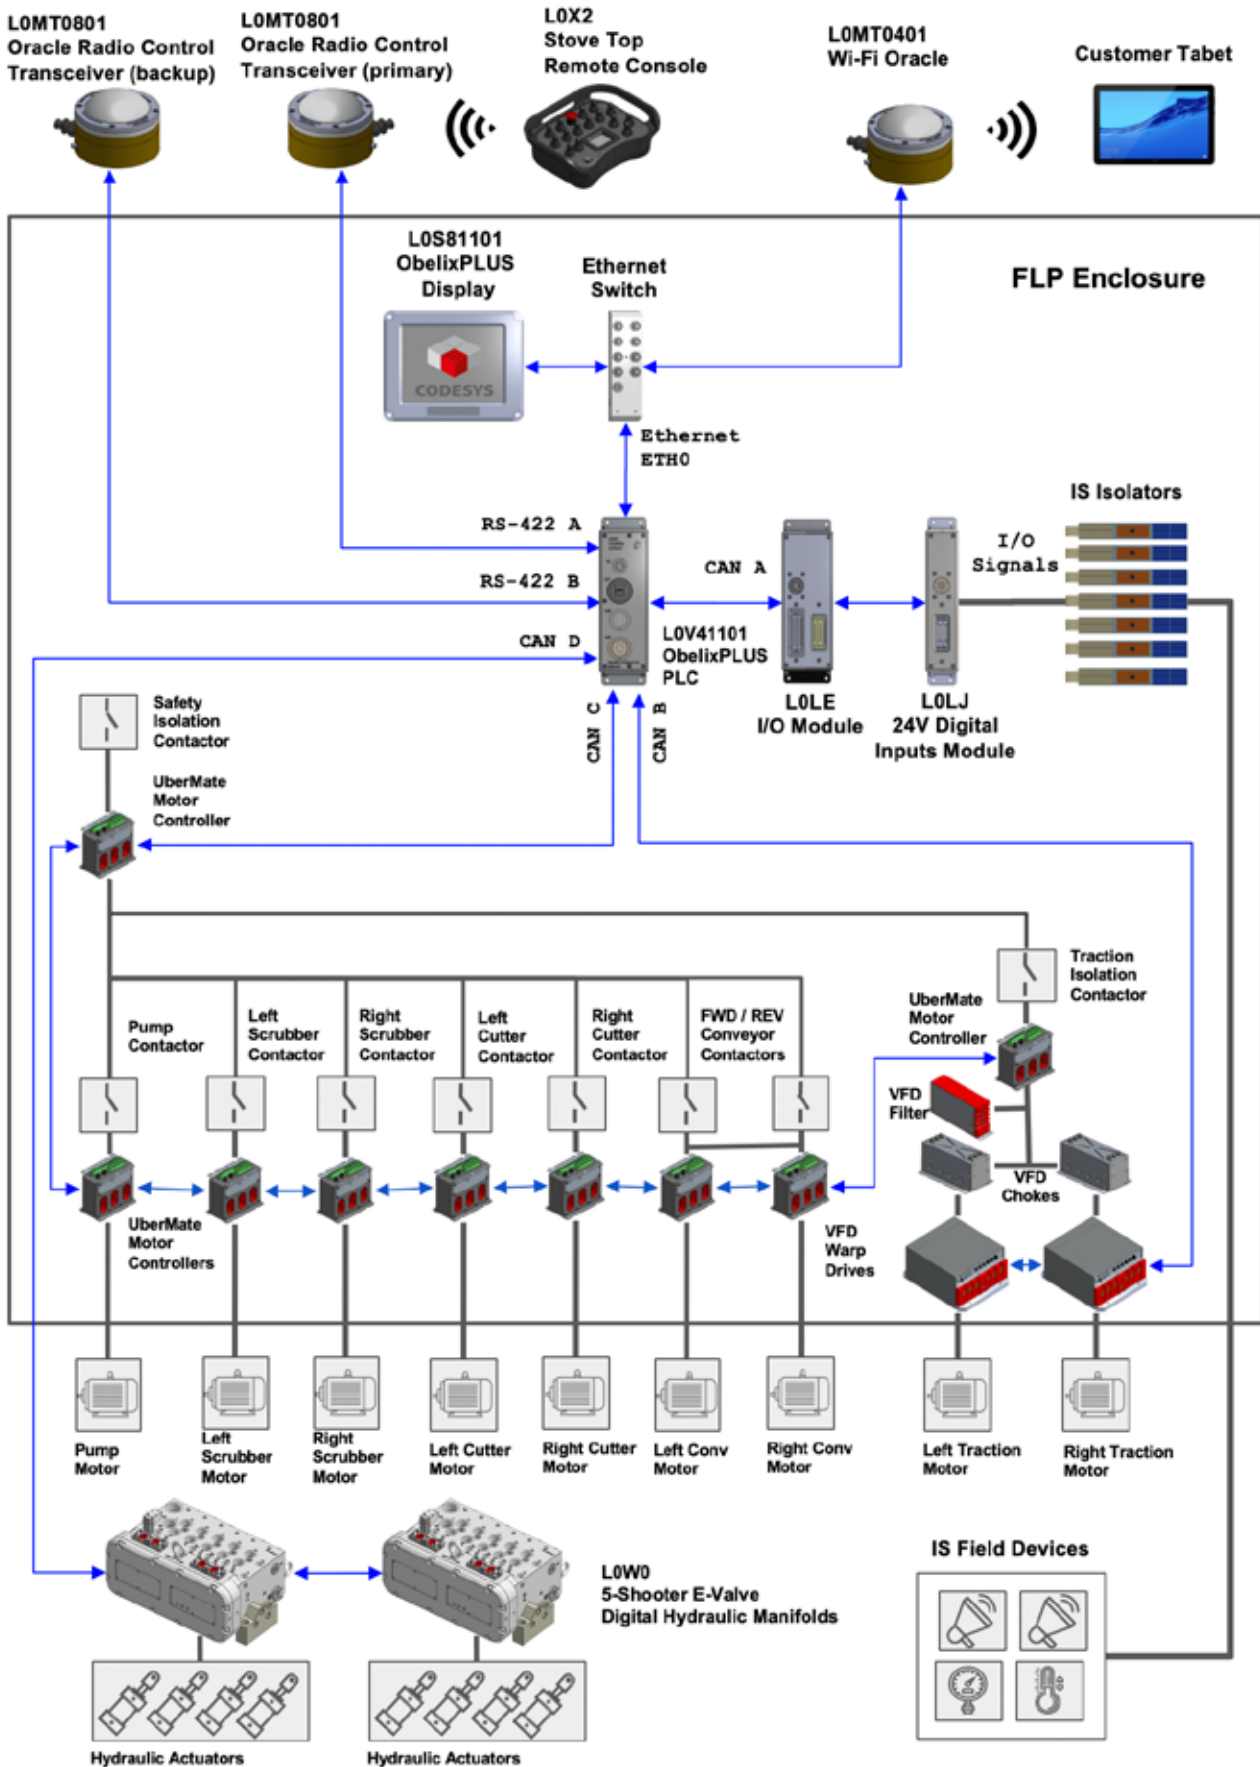 L0MT0801
Oracle Radio Control
Transceiver (backup)
L0MT0801
Oracle Radio Control
Transceiver (primary)
L0X2
Stove Top
Remote Console
L0MT0401
Wi-Fi Oracle
Customer Tabet
L0S81101
ObelixPLUS
Display
Ethernet
Switch
FLP Enclosure
CODESYS
Ethernet
ETH0
IS Isolators
RS-422 A
I/O
Signals
CAN A
RS-422 B
CAN D
L0V41101
ObelixPLUS
PLC
L0LE
I/O Module
L0LJ
24V Digital
Inputs Module
CAN C
CAN B
Safety
Isolation
Contactor
UberMate
Motor
Controller
Traction
Isolation
Contactor
UberMate
Motor
Controller
Pump
Contactor
Left
Scrubber
Contactor
Right
Scrubber
Contactor
Left
Cutter
Contactor
Right
Cutter
Contactor
FWD / REV
Conveyor
Contactors
VFD
Filter
VFD
Chokes
UberMate
Motor
Controllers
VFD
Warp
Drives
Pump
Motor
Left
Scrubber
Motor
Right
Scrubber
Motor
Left Cutter
Motor
Right Cutter
Motor
Left Conv
Motor
Right Conv
Motor
Left Traction
Motor
Right Traction
Motor
L0W0
5-Shooter E-Valve
Digital Hydraulic Manifolds
IS Field Devices
Hydraulic Actuators
Hydraulic Actuators